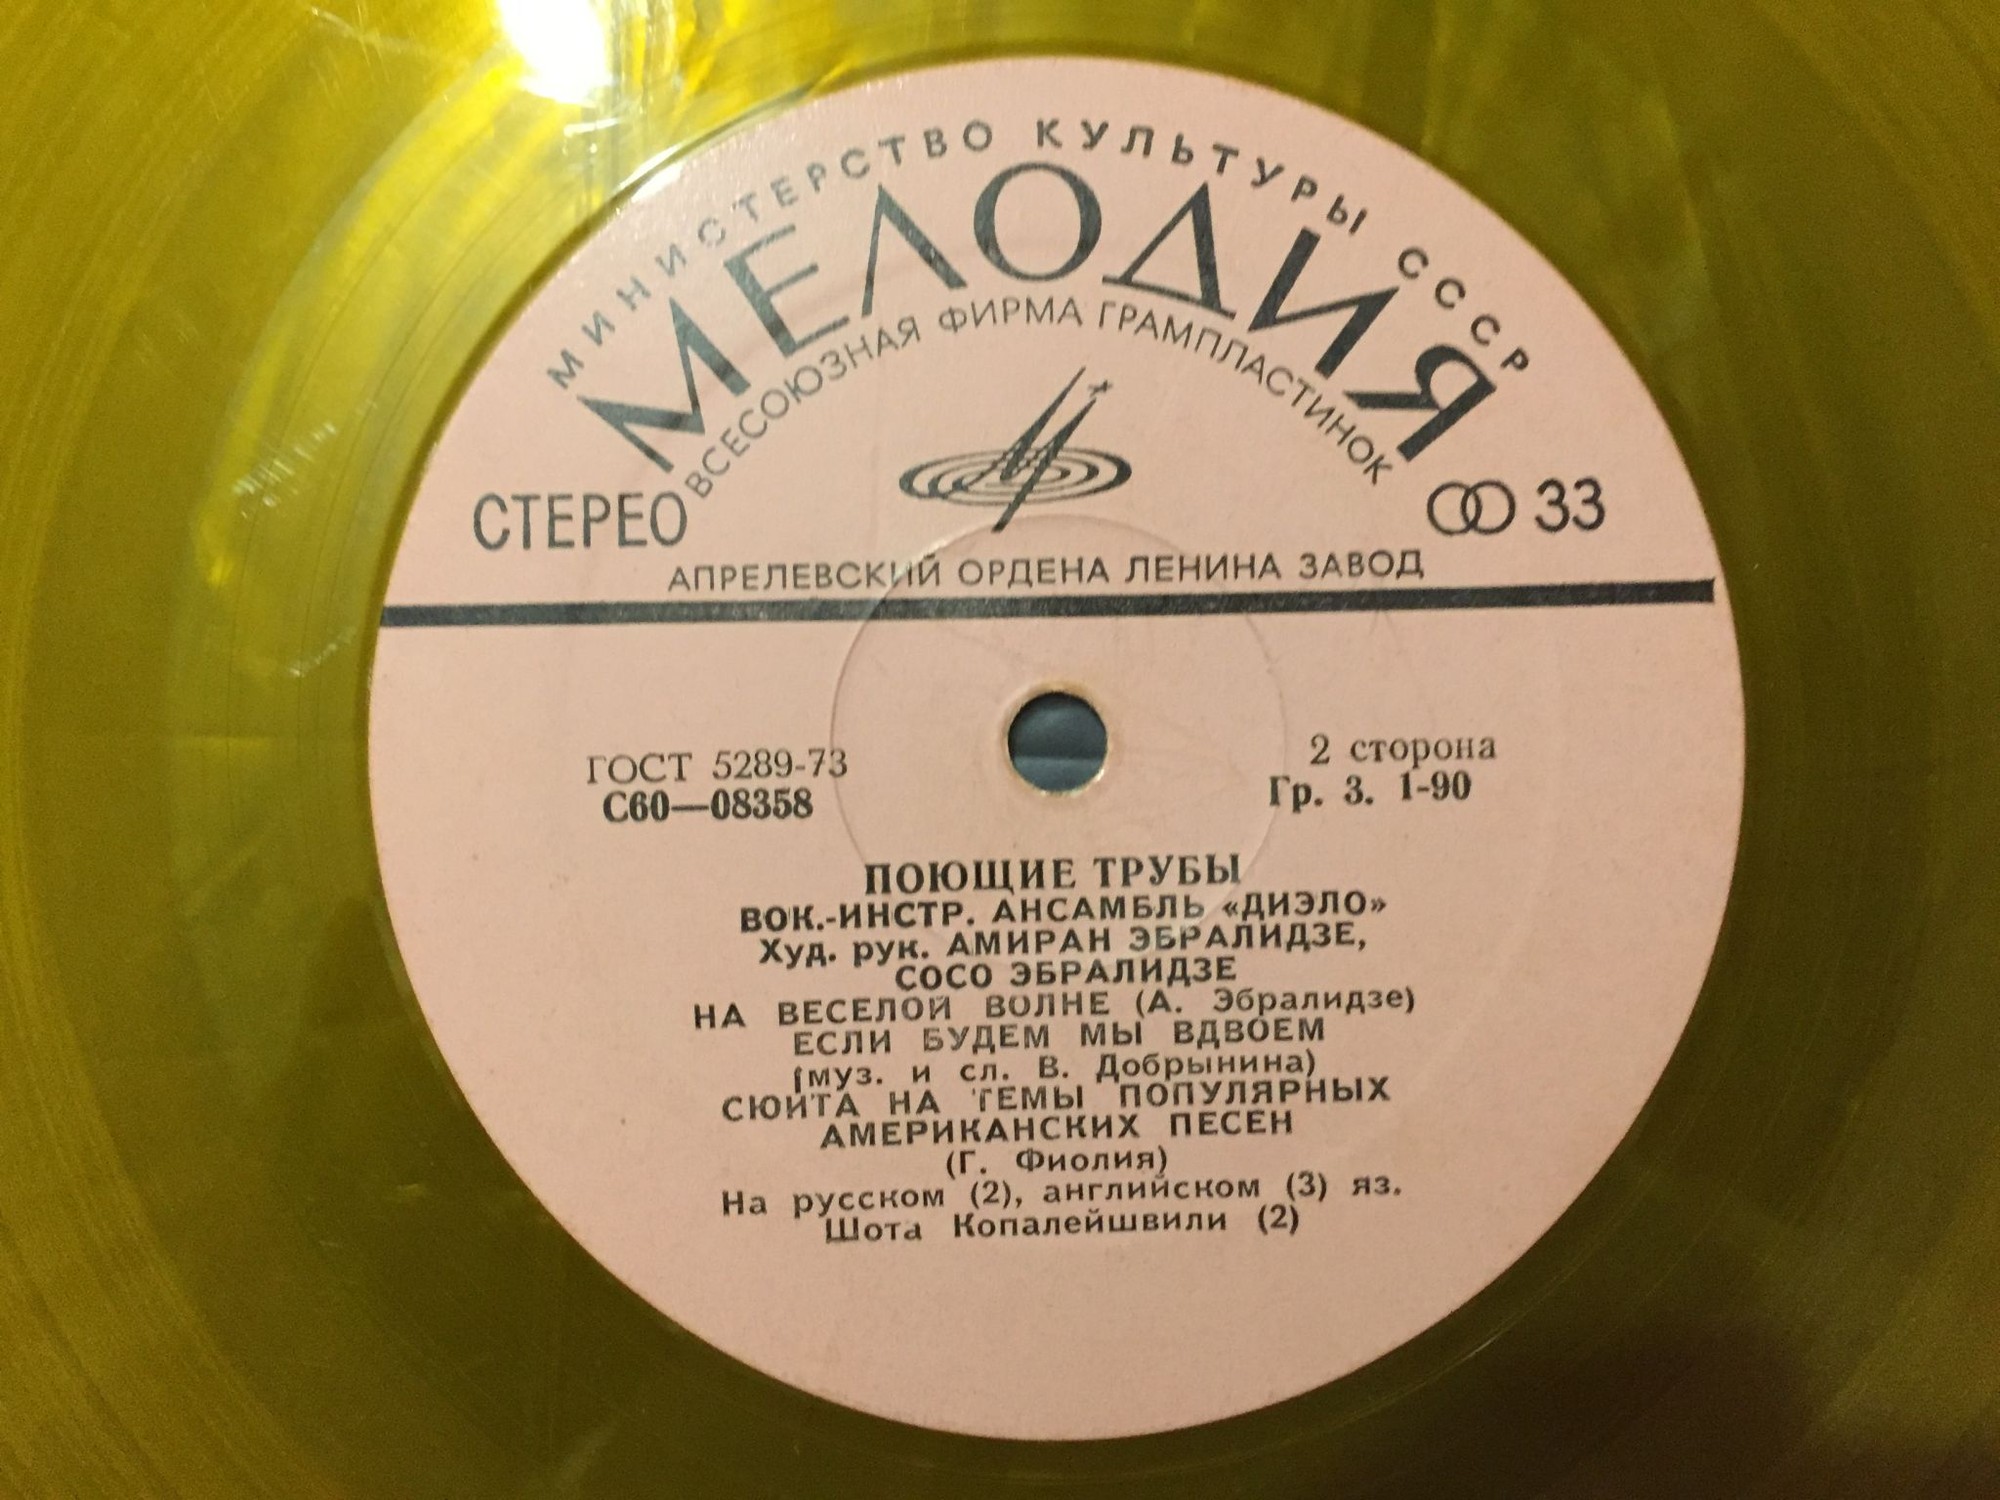 МИНИСТЕРСТВО КУЛЬТУРЫ СССР
МЕЛОДИЯ
ВСЕСОЮЗНАЯ ФИРМА ГРАМПЛАСТИНОК
СТЕРЕО
33
АПРЕЛЕВСКИЙ ОРДЕНА ЛЕНИНА ЗАВОД
ГОСТ 5289-73
С60—08358
2 сторона
Гр. 3. 1-90
ПОЮЩИЕ ТРУБЫ
ВОК.-ИНСТР. АНСАМБЛЬ «ДИЭЛО»
Худ. рук. АМИРАН ЭБРАЛИДЗЕ,
СОСО ЭБРАЛИДЗЕ
НА ВЕСЕЛОЙ ВОЛНЕ (А. Эбралидзе)
ЕСЛИ БУДЕМ МЫ ВДВОЕМ
(муз. и сл. В. Добрынина)
СЮИТА НА ТЕМЫ ПОПУЛЯРНЫХ
АМЕРИКАНСКИХ ПЕСЕН
(Г. Фиолия)
На русском (2), английском (3) яз.
Шота Копалейшвили (2)